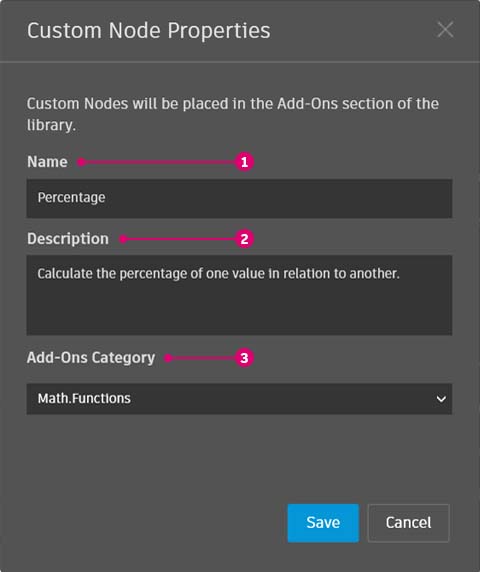 Custom Node Properties
Custom Nodes will be placed in the Add-Ons section of the
library.
Name 1
Percentage
Description 2
Calculate the percentage of one value in relation to another.
Add-Ons Category 3
Math.Functions
Save Cancel